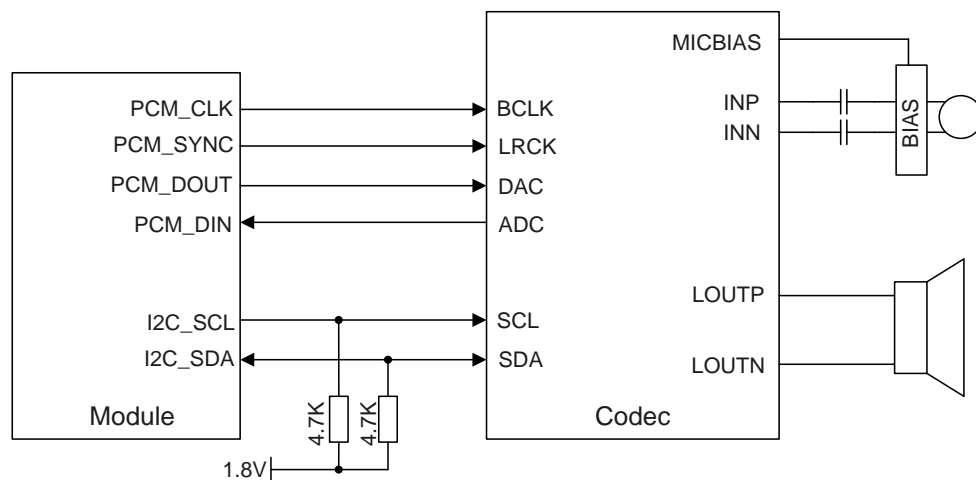 MICBIAS
PCM_CLK
BCLK
INP
PCM_SYNC
LRCK
INN
BIAS
PCM_DOUT
DAC
PCM_DIN
ADC
LOUTP
I2C_SCL
SCL
I2C_SDA
SDA
LOUTN
Module
4.7K
4.7K
Codec
1.8V